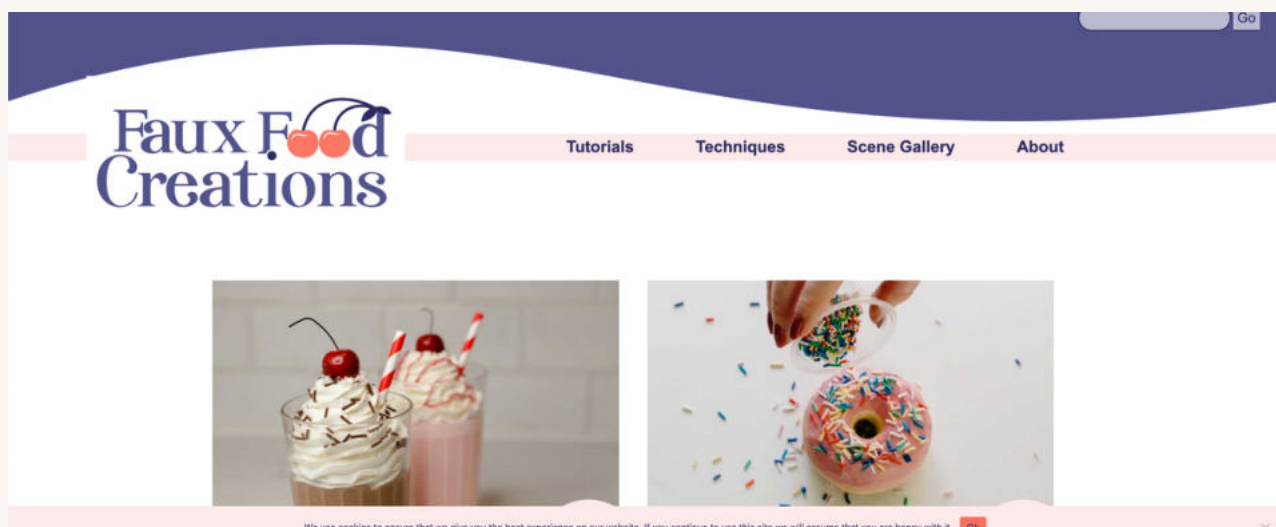 Go
Faux Food
Creations
Tutorials Techniques Scene Gallery About
We use cookies to ensure that we give you the best experience on our website. If you continue to use this site we will assume that you are happy with it. Ok